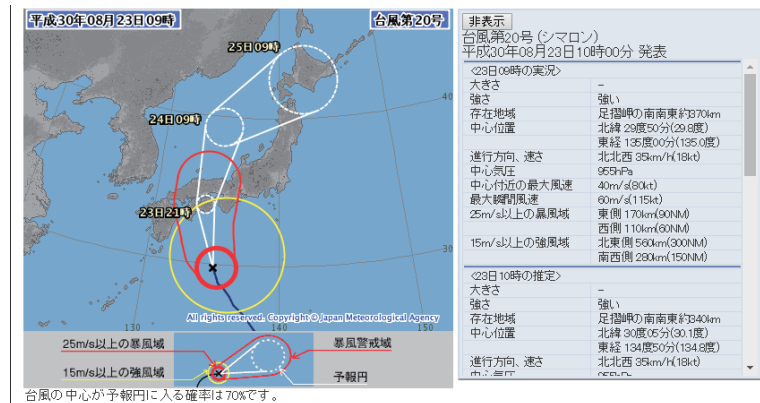 平成30年08月23日09時
台風第20号
25日09時
24日09時
23日21時
40
30
130
140
150
All rights reserved. Copyright © Japan Meteorological Agency
25m/s以上の暴風域
暴風警戒域
15m/s以上の強風域
予報円
台風の中心が予報円に入る確率は70%です。
非表示
台風第20号 (シマロン)
平成30年08月23日10時00分 発表
<23日09時の実況>
大きさ -
強さ 強い
存在地域 足摺岬の南南東約370km
中心位置 北緯 29度50分(29.8度)
東経 135度00分(135.0度)
進行方向、速さ 北北西 35km/h(18kt)
中心気圧 955hPa
中心付近の最大風速 40m/s(80kt)
最大瞬間風速 60m/s(115kt)
25m/s以上の暴風域 東側 170km(90NM)
西側 110km(60NM)
15m/s以上の強風域 北東側 560km(300NM)
南西側 280km(150NM)
<23日10時の推定>
大きさ -
強さ 強い
存在地域 足摺岬の南南東約340km
中心位置 北緯 30度05分(30.1度)
東経 134度50分(134.8度)
進行方向、速さ 北北西 35km/h(18kt)
中心気圧 955hPa